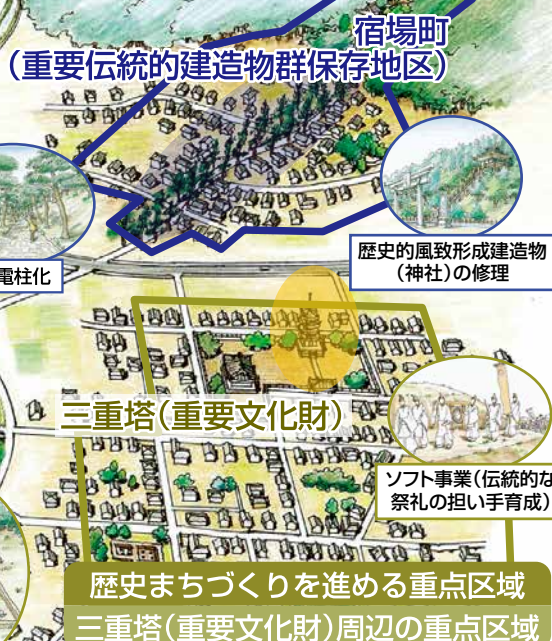 宿場町
（重要伝統的建造物群保存地区）
電柱化
歴史的風致形成建造物
（神社）の修理
三重塔（重要文化財）
ソフト事業（伝統的な
祭礼の担い手育成）
歴史まちづくりを進める重点区域
三重塔（重要文化財）周辺の重点区域